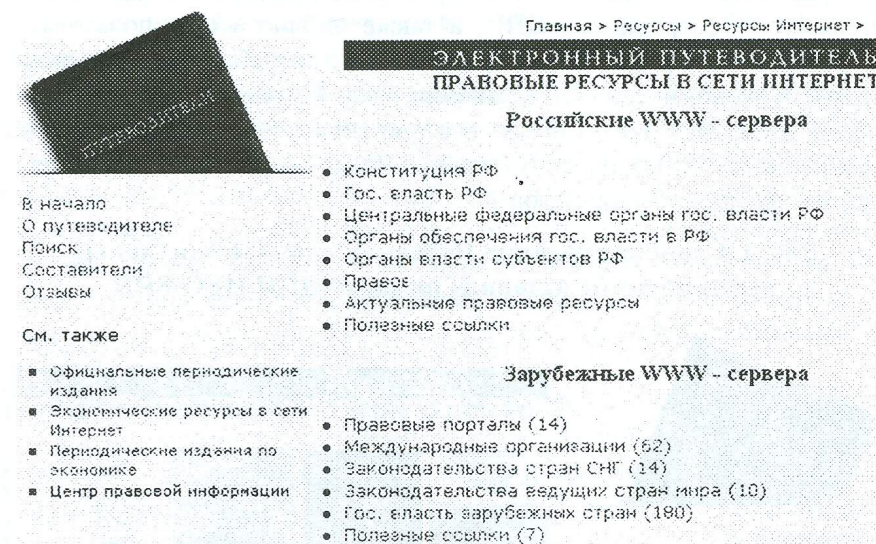 Главная > Ресурсы > Ресурсы Интернет >
ЭЛЕКТРОННЫЙ ПУТЕВОДИТЕЛЬ
ПРАВОВЫЕ РЕСУРСЫ В СЕТИ ИНТЕРНЕТ
ПУТЕВОДИТЕЛЬ
В начало
О путеводителе
Поиск
Составители
Отзывы
См. также
Официальные периодические
издания
Экономические ресурсы в сети
Интернет
Периодические издания по
экономике
Центр правовой информации
Российские WWW - сервера
Конституция РФ
Гос. власть РФ
Центральные федеральные органы гос. власти РФ
Органы обеспечения гос. власти в РФ
Органы власти субъектов РФ
Право
Актуальные правовые ресурсы
Полезные ссылки
Зарубежные WWW - сервера
Правовые порталы (14)
Международные организации (62)
Законодательства стран СНГ (14)
Законодательства ведущих стран мира (10)
Гос. власть зарубежных стран (180)
Полезные ссылки (7)